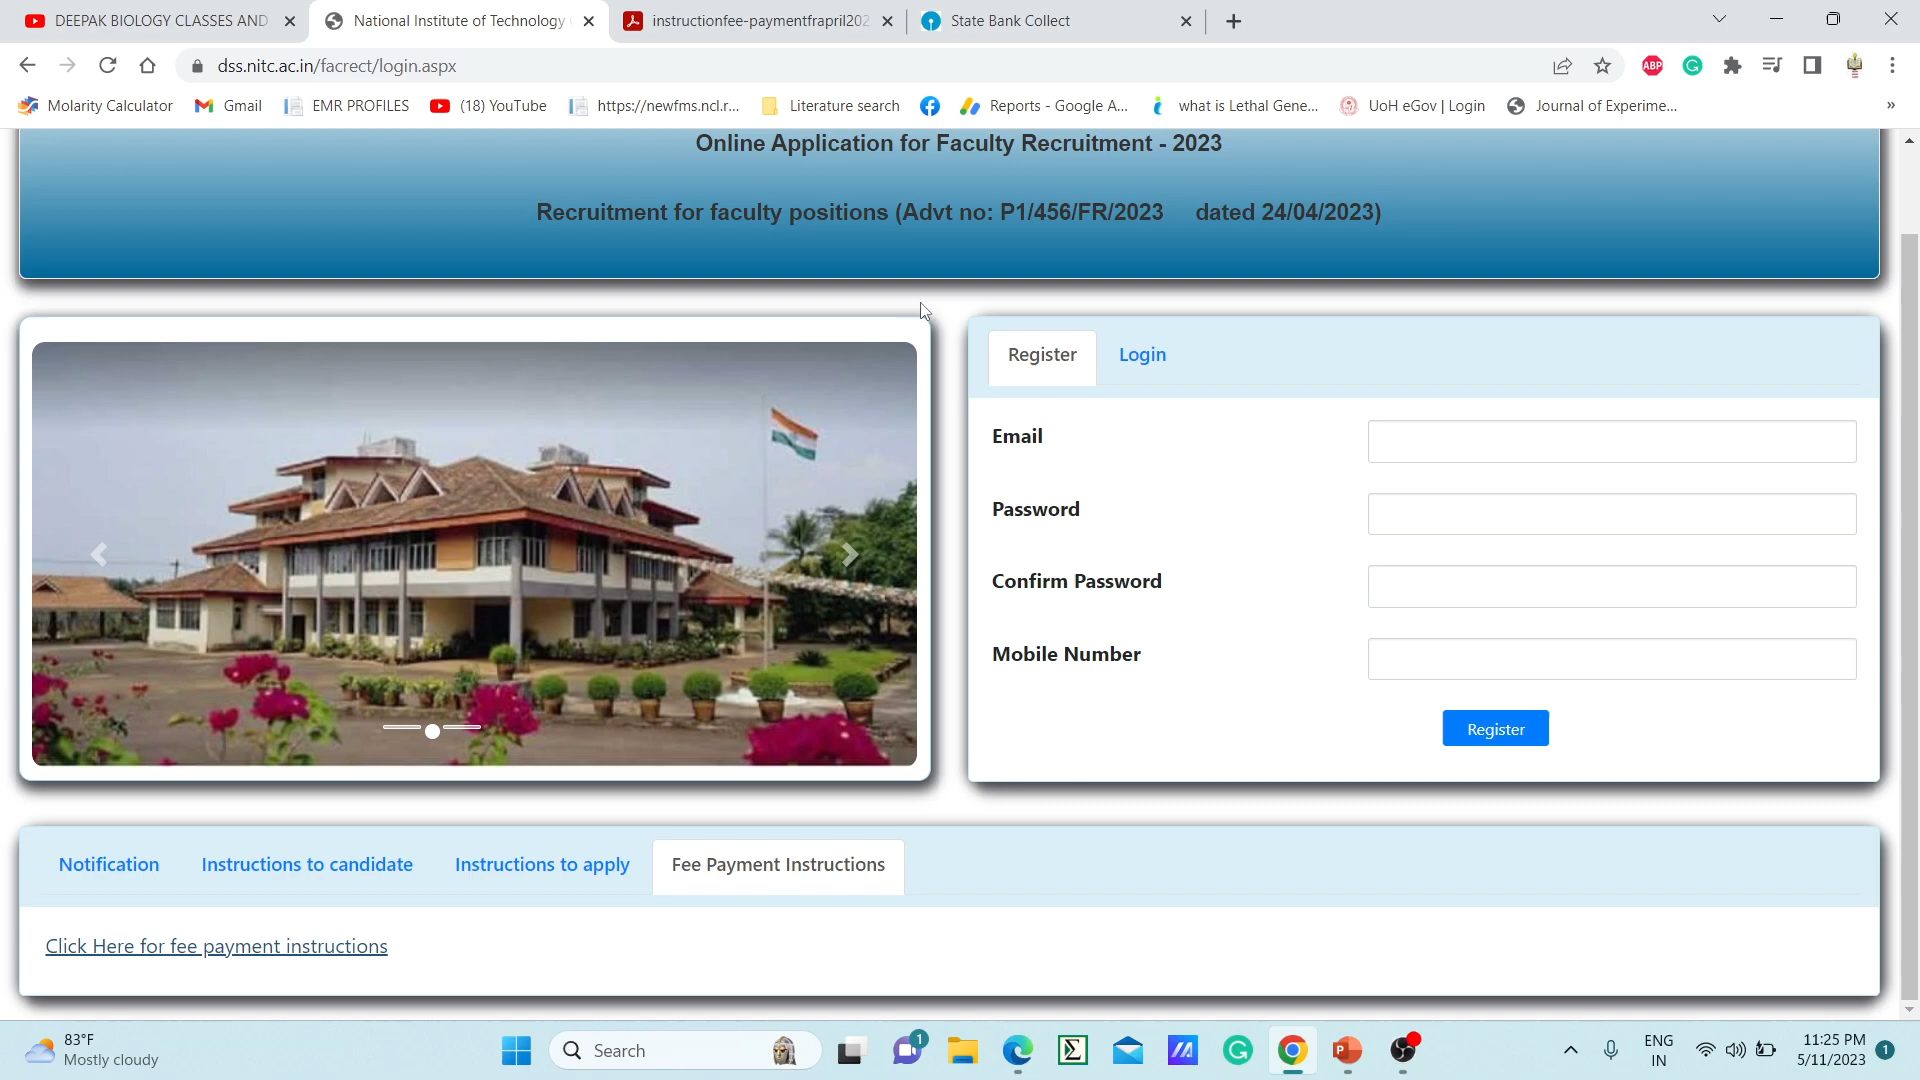 DEEPAK BIOLOGY CLASSES AND
National Institute of Technology
instructionfee-paymentfrapril202
State Bank Collect
dss.nitc.ac.in/facrect/login.aspx
ABP
Molarity Calculator
Gmail
EMR PROFILES
(18) YouTube
https://newfms.ncl.r...
Literature search
Reports - Google A...
what is Lethal Gene...
UoH eGov | Login
Journal of Experime...
»
Online Application for Faculty Recruitment - 2023
Recruitment for faculty positions (Advt no: P1/456/FR/2023 dated 24/04/2023)
Register
Login
Email
Password
Confirm Password
Mobile Number
Register
Notification
Instructions to candidate
Instructions to apply
Fee Payment Instructions
Click Here for fee payment instructions
83°F
Mostly cloudy
Search
1
ENG
IN
11:25 PM
5/11/2023
1